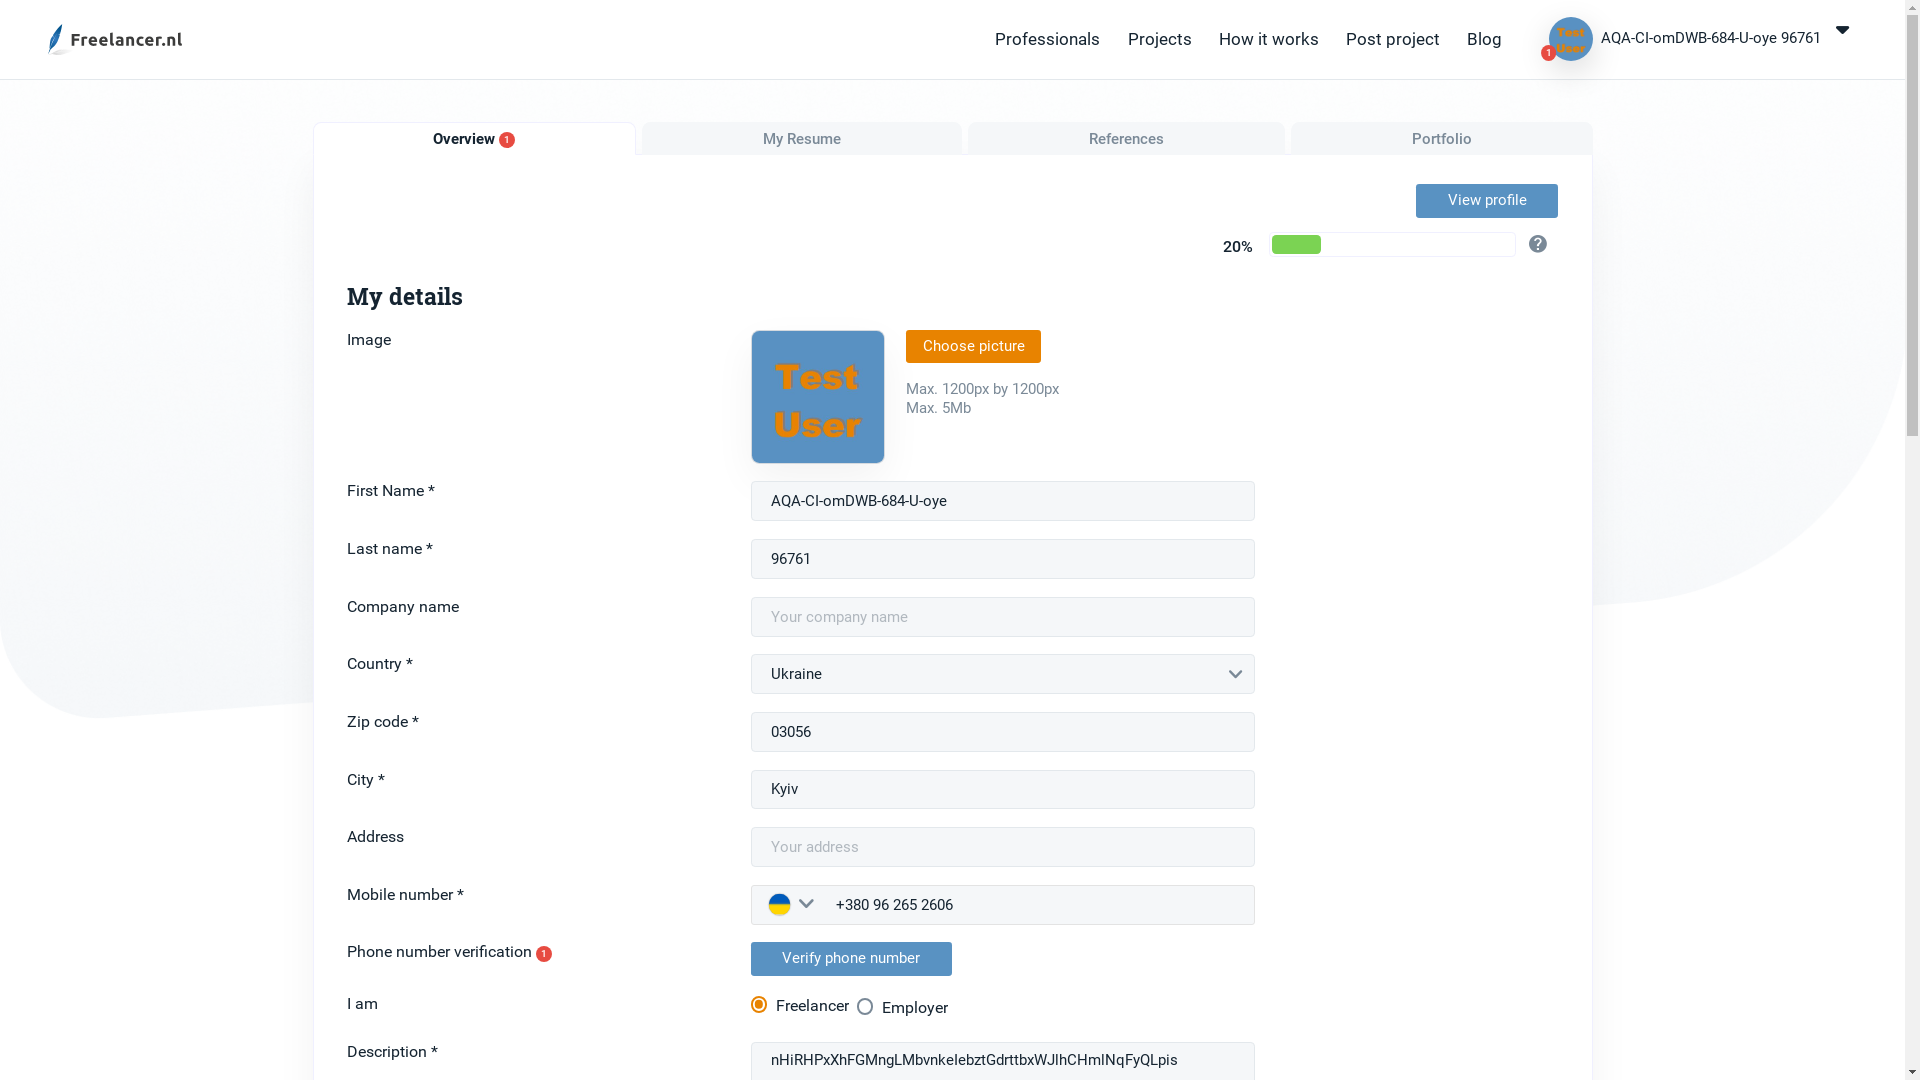 Freelancer.nl
Professionals
Projects
How it works
Post project
Blog
Test
User
1
AQA-CI-omDWB-684-U-oye 96761
Overview 1
My Resume
References
Portfolio
View profile
20%
?
My details
Image
Test
User
Choose picture
Max. 1200px by 1200px
Max. 5Mb
First Name *
AQA-CI-omDWB-684-U-oye
Last name *
96761
Company name
Your company name
Country *
Ukraine
Zip code *
03056
City *
Kyiv
Address
Your address
Mobile number *
+380 96 265 2606
Phone number verification 1
Verify phone number
I am
Freelancer
Employer
Description *